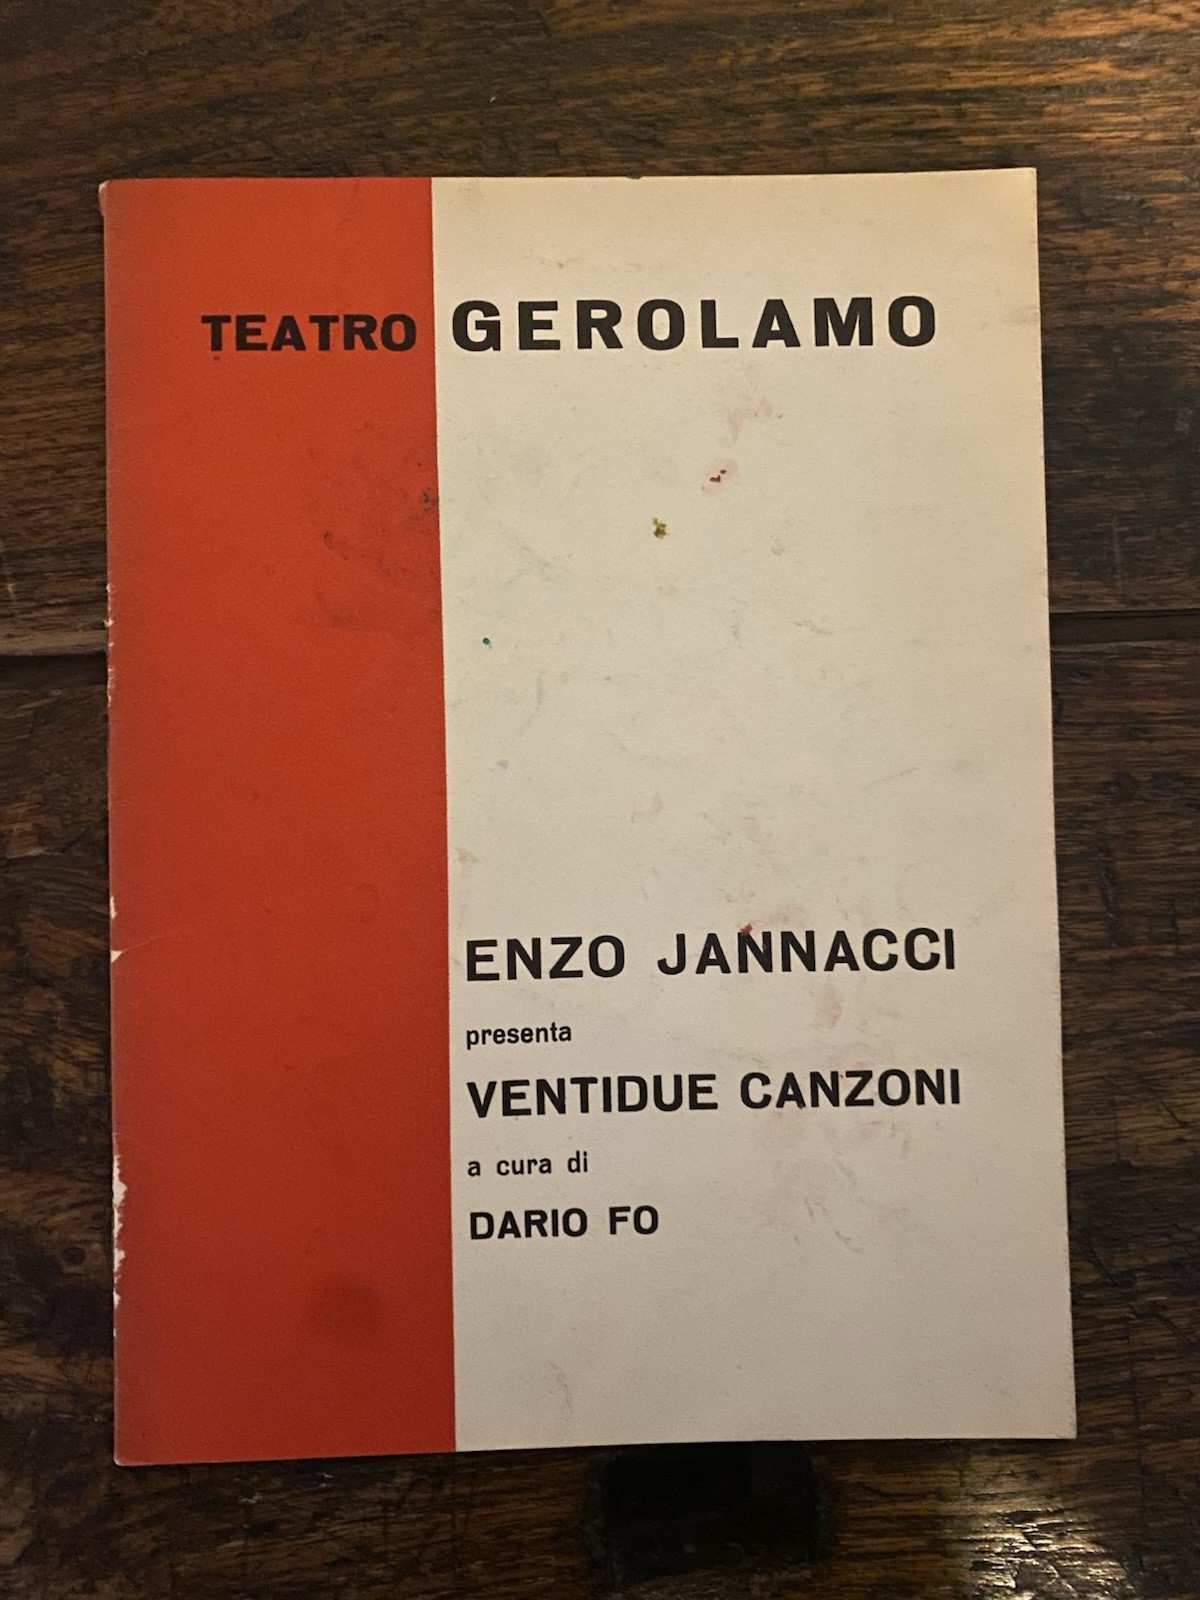 TEATRO GEROLAMO
ENZO JANNACCI
presenta
VENTIDUE CANZONI
a cura di
DARIO FO